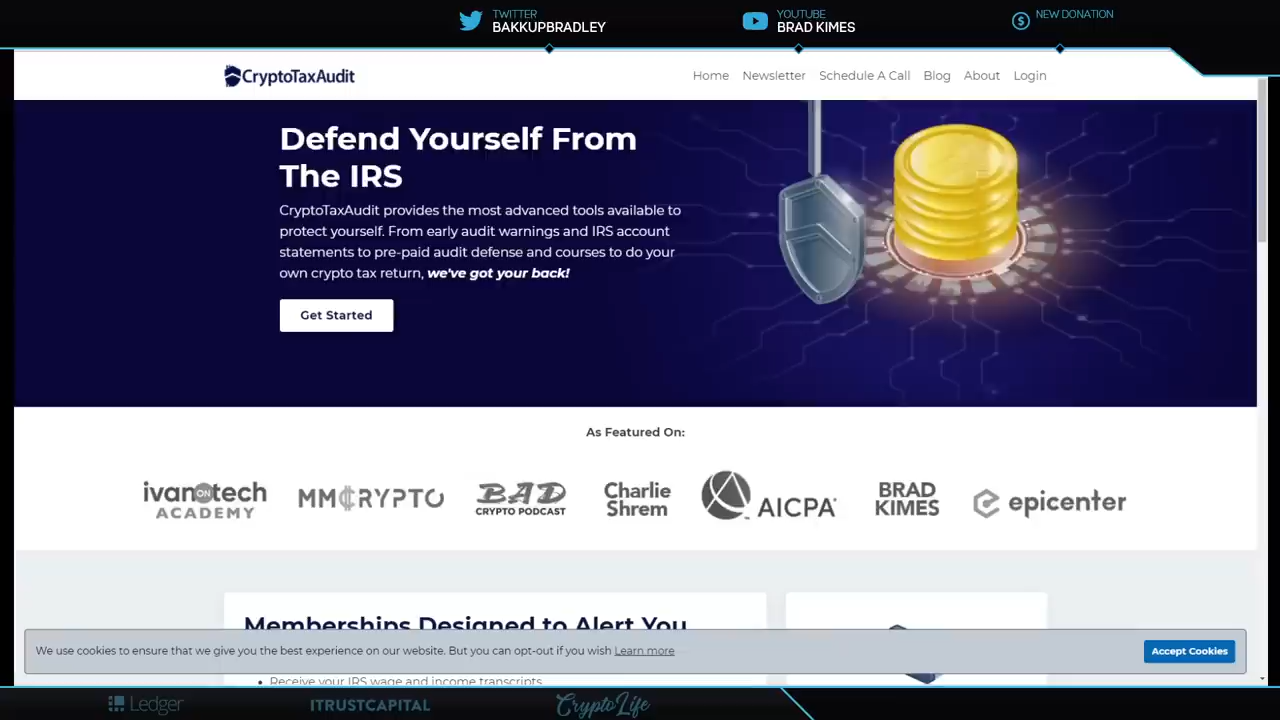 TWITTER
BAKKUPBRADLEY
YOUTUBE
BRAD KIMES
NEW DONATION
CryptoTaxAudit
Home Newsletter Schedule A Call Blog About Login
Defend Yourself From
The IRS
CryptoTaxAudit provides the most advanced tools available to
protect yourself. From early audit warnings and IRS account
statements to pre-paid audit defense and courses to do your
own crypto tax return, we've got your back!
Get Started
As Featured On:
ivan ON tech
ACADEMY
MMCRYPTO
BAD
CRYPTO PODCAST
Charlie
Shrem
AICPA
BRAD
KIMES
epicenter
Memberships Designed to Alert You
We use cookies to ensure that we give you the best experience on our website. But you can opt-out if you wish Learn more
Accept Cookies
Receive your IRS wage and income transcripts
Ledger
ITRUSTCAPITAL
CryptoLife